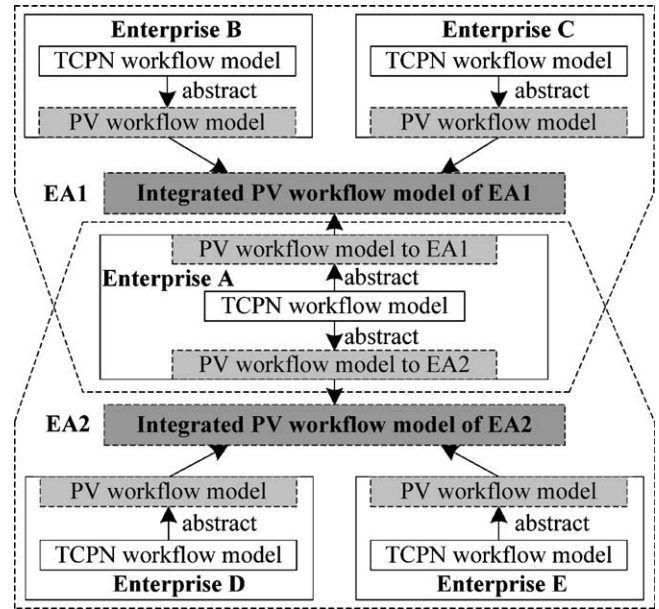 Enterprise B
TCPN workflow model
abstract
PV workflow model
Enterprise C
TCPN workflow model
abstract
PV workflow model
EA1
Integrated PV workflow model of EA1
PV workflow model to EA1
Enterprise A
abstract
TCPN workflow model
abstract
PV workflow model to EA2
EA2
Integrated PV workflow model of EA2
PV workflow model
abstract
TCPN workflow model
Enterprise D
PV workflow model
abstract
TCPN workflow model
Enterprise E